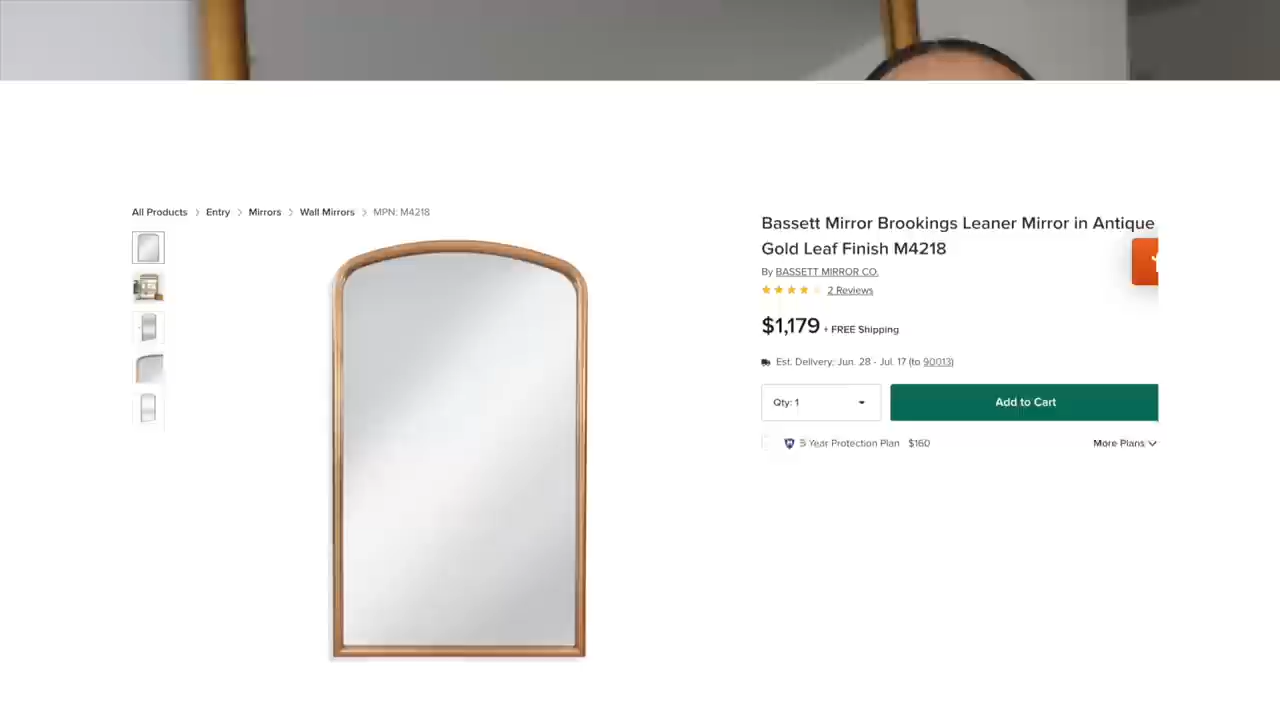 All Products > Entry > Mirrors > Wall Mirrors > MPN: M4218
Bassett Mirror Brookings Leaner Mirror in Antique
Gold Leaf Finish M4218
By BASSETT MIRROR CO.
2 Reviews
$1,179 + FREE Shipping
Est. Delivery: Jun. 28 - Jul. 17 (to 90013)
Qty: 1
Add to Cart
3 Year Protection Plan $160
More Plans